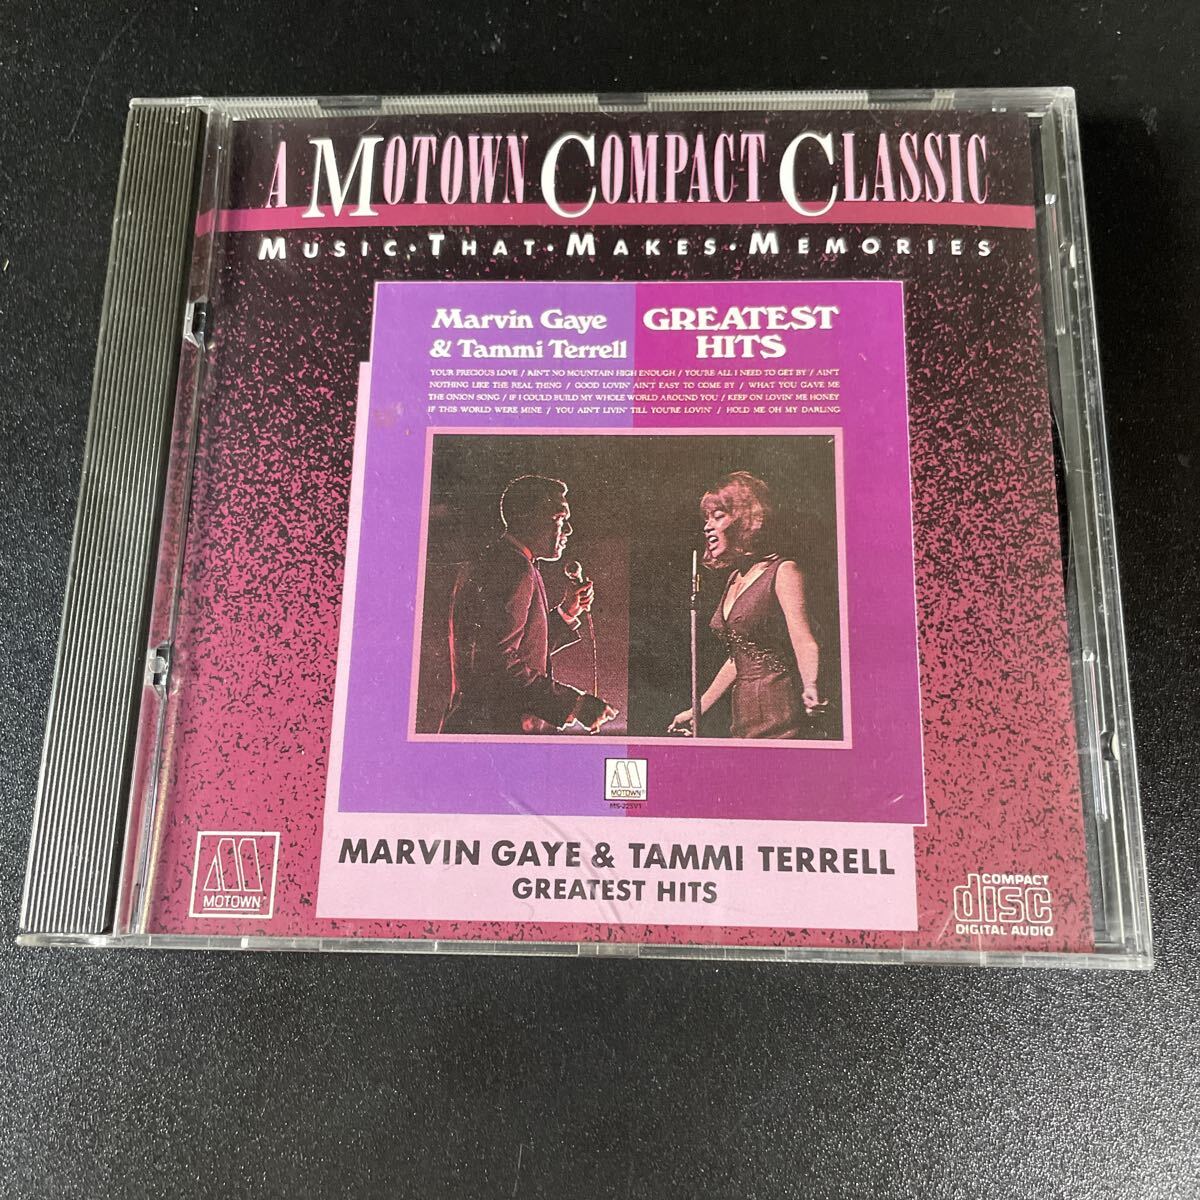 A MOTOWN COMPACT CLASSIC
MUSIC·THAT·MAKES·MEMORIES
Marvin Gaye
& Tammi Terrell
GREATEST
HITS
YOUR PRECIOUS LOVE / AIN'T NO MOUNTAIN HIGH ENOUGH / YOU'RE ALL I NEED TO GET BY / AIN'T
NOTHING LIKE THE REAL THING / GOOD LOVIN' AIN'T EASY TO COME BY / WHAT YOU GAVE ME
THE ONION SONG / IF I COULD BUILD MY WHOLE WORLD AROUND YOU / KEEP ON LOVIN' ME HONEY
IF THIS WORLD WERE MINE / YOU AIN'T LIVIN' TILL YOU'RE LOVIN' / HOLD ME OH MY DARLING
MOTOWN®
MS-225V1
MARVIN GAYE & TAMMI TERRELL
GREATEST HITS
MOTOWN®
COMPACT
disc
DIGITAL AUDIO